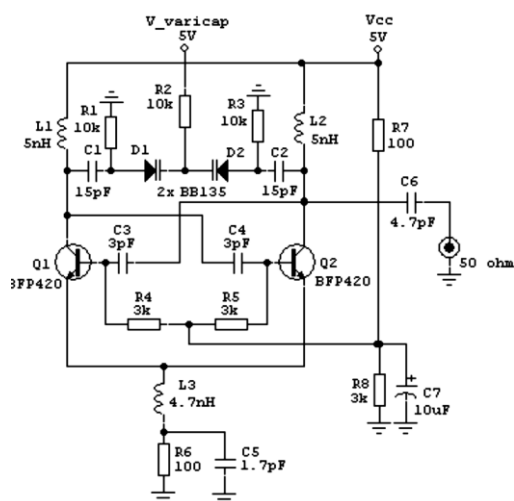 V_varicap
5V
Vcc
5V
R1
10k
R2
10k
R3
10k
L1
5nH
L2
5nH
R7
100
C1
15pF
D1
D2
2x BB135
C2
15pF
C6
4.7pF
C3
3pF
C4
3pF
Q1
BFP420
Q2
BFP420
50 ohm
R4
3k
R5
3k
L3
4.7nH
R8
3k
C7
10uF
+
R6
100
C5
1.7pF